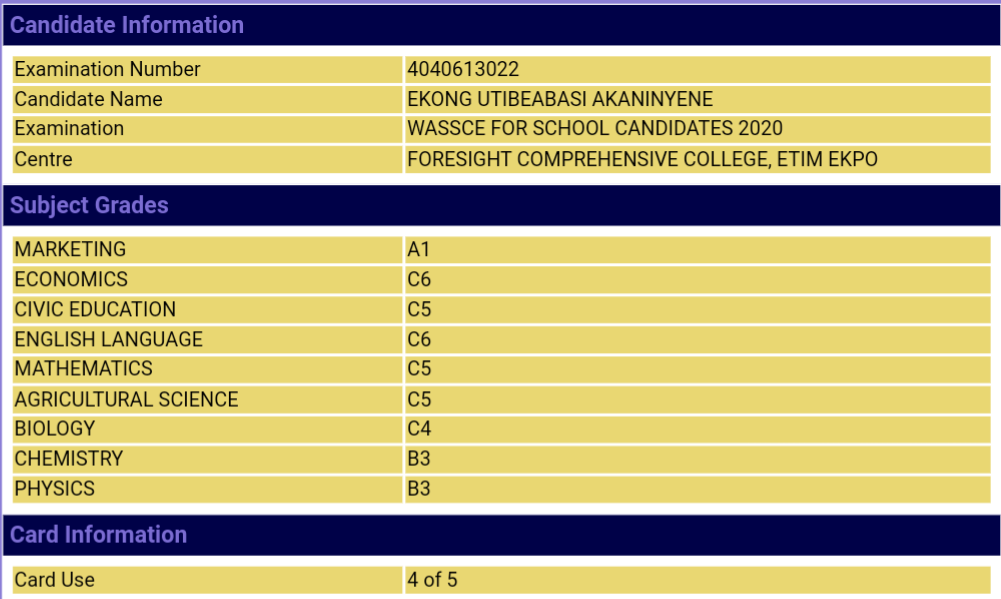 Candidate Information
Examination Number 4040613022
Candidate Name EKONG UTIBEABASI AKANINYENE
Examination WASSCE FOR SCHOOL CANDIDATES 2020
Centre FORESIGHT COMPREHENSIVE COLLEGE, ETIM EKPO
Subject Grades
MARKETING A1
ECONOMICS C6
CIVIC EDUCATION C5
ENGLISH LANGUAGE C6
MATHEMATICS C5
AGRICULTURAL SCIENCE C5
BIOLOGY C4
CHEMISTRY B3
PHYSICS B3
Card Information
Card Use 4 of 5